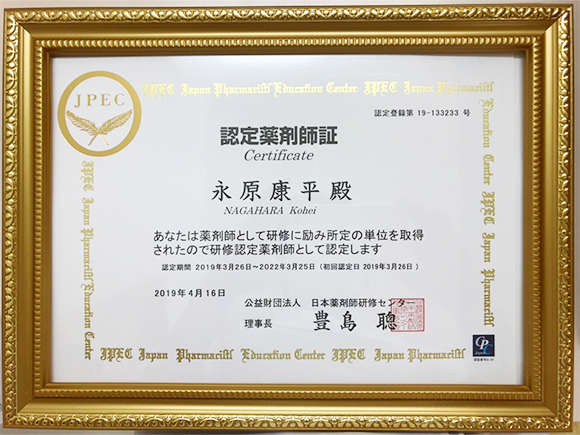 JPEC Japan Pharmacist Education Center JPEC Japan Pharmacist
JPEC
認定登録第 19-133233 号
認定薬剤師証
Certificate
永原康平殿
NAGAHARA Kohei
あなたは薬剤師として研修に励み所定の単位を取得
されたので研修認定薬剤師として認定します
認定期間 2019年3月26日～2022年3月25日(初回認定日 2019年3月26日)
2019年4月16日
公益財団法人 日本薬剤師研修センター
理事長 豊島 聰
JPEC Japan Pharmacist Education Center
Education Center JPEC
JPEC Japan Pharmacist Education Center JPEC Japan Pharmacist